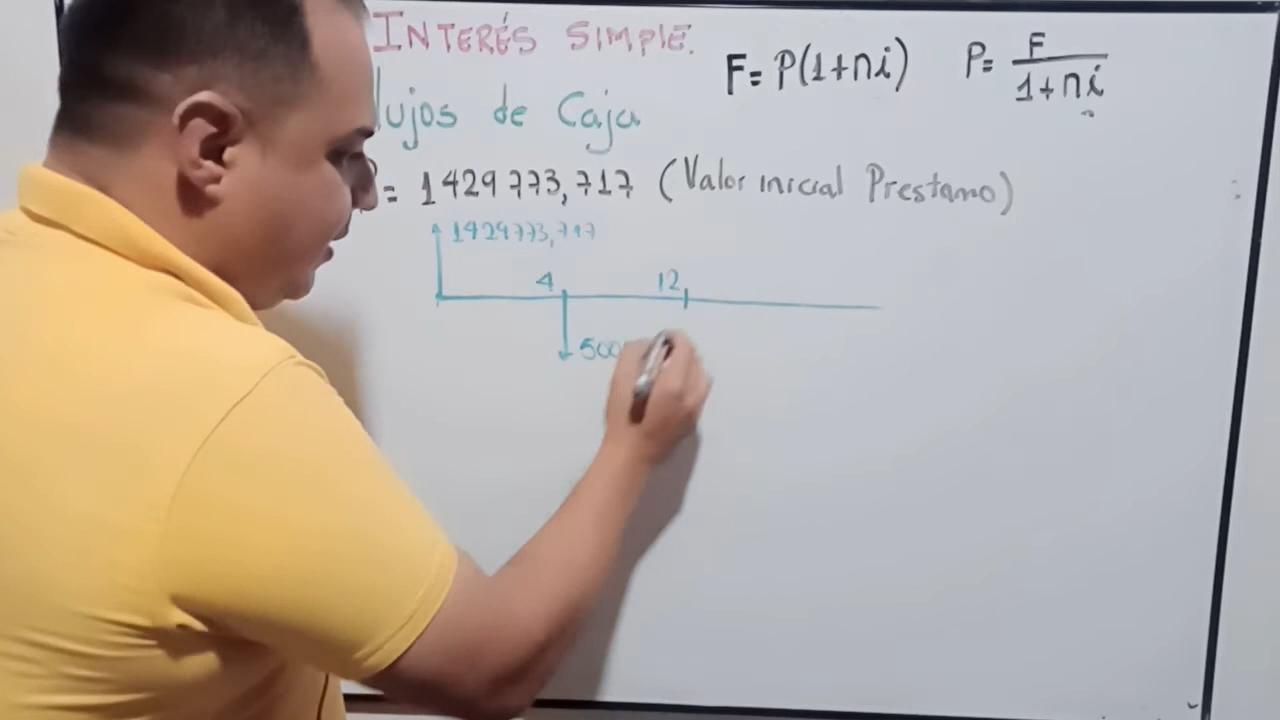 INTERÉS SIMPLE.
F= P(1+ni)
P= F/1+ni
lujos de Caja
P= 1429773,717 (Valor inicial Prestamo)
1429773,717
4
12
500